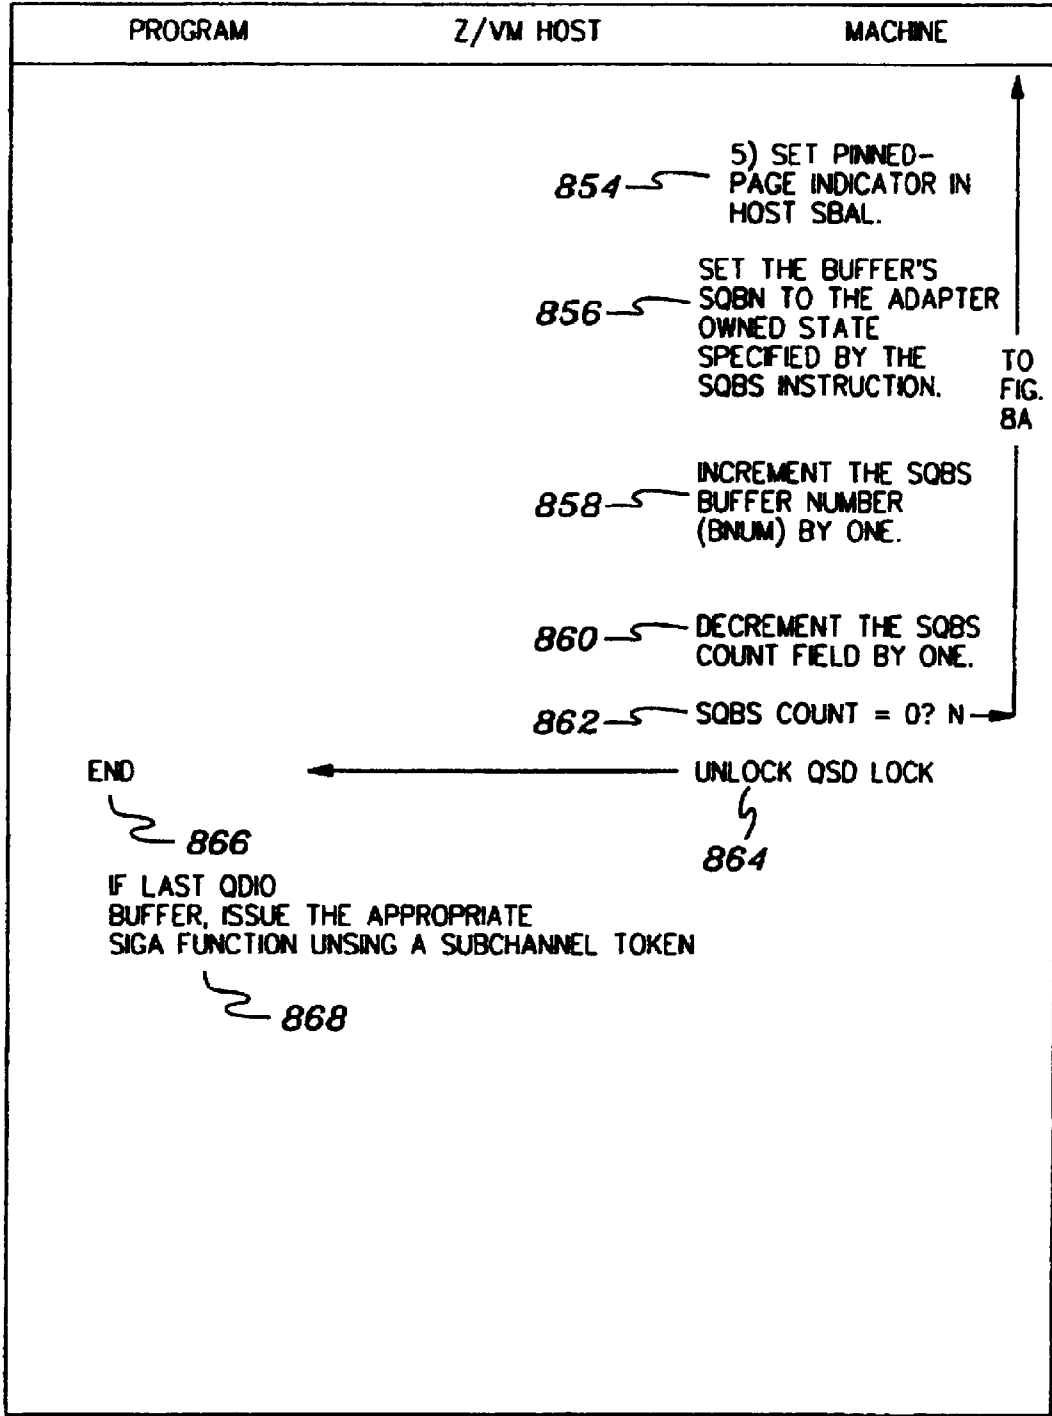 PROGRAM Z/VM HOST MACHINE
5) SET PINNED-
854 PAGE INDICATOR IN
HOST SBAL.
SET THE BUFFER'S
856 SQBN TO THE ADAPTER
OWNED STATE
SPECIFIED BY THE
SQBS INSTRUCTION.
TO
FIG.
8A
INCREMENT THE SQBS
858 BUFFER NUMBER
(BNUM) BY ONE.
860 DECREMENT THE SQBS
COUNT FIELD BY ONE.
862 SQBS COUNT = 0? N
END UNLOCK QSD LOCK
866 864
IF LAST QDIO
BUFFER, ISSUE THE APPROPRIATE
SIGA FUNCTION UNSING A SUBCHANNEL TOKEN
868